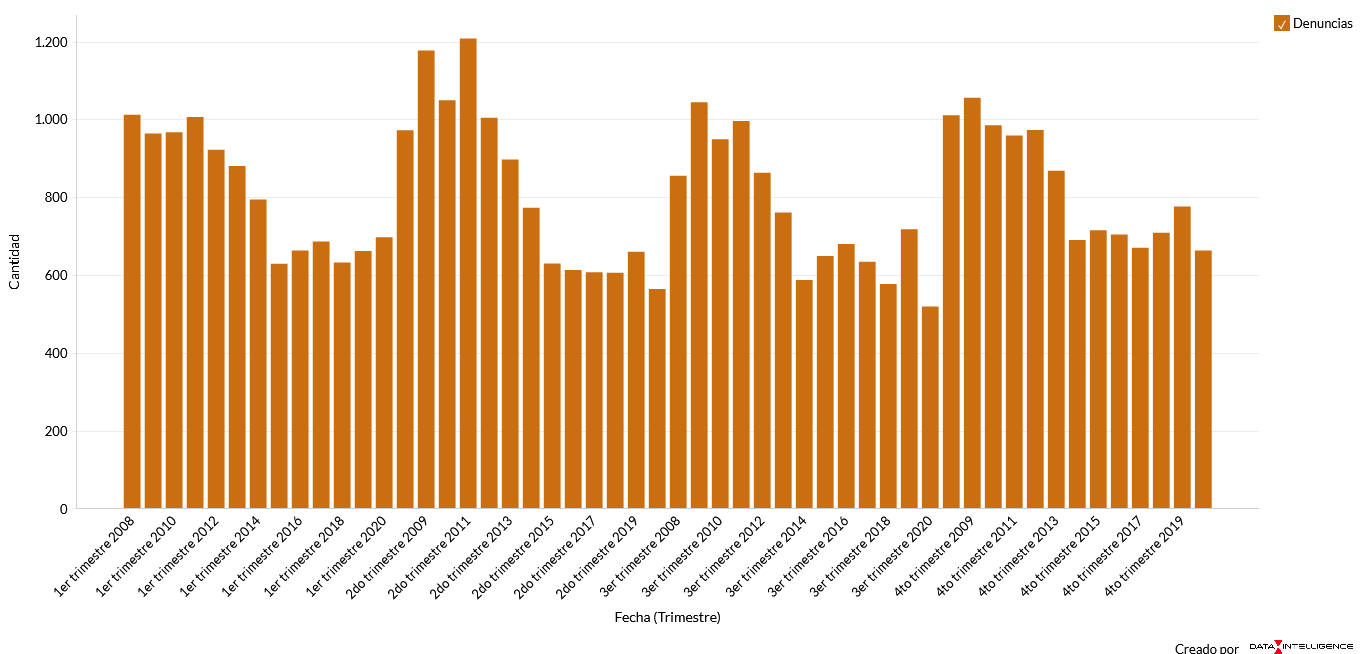 Denuncias
Cantidad
1.200
1.000
800
600
400
200
0
1er trimestre 2008
1er trimestre 2010
1er trimestre 2012
1er trimestre 2014
1er trimestre 2016
1er trimestre 2018
1er trimestre 2020
2do trimestre 2009
2do trimestre 2011
2do trimestre 2013
2do trimestre 2015
2do trimestre 2017
2do trimestre 2019
3er trimestre 2008
3er trimestre 2010
3er trimestre 2012
3er trimestre 2014
3er trimestre 2016
3er trimestre 2018
3er trimestre 2020
4to trimestre 2009
4to trimestre 2011
4to trimestre 2013
4to trimestre 2015
4to trimestre 2017
4to trimestre 2019
Fecha (Trimestre)
Creado por DATA INTELLIGENCE